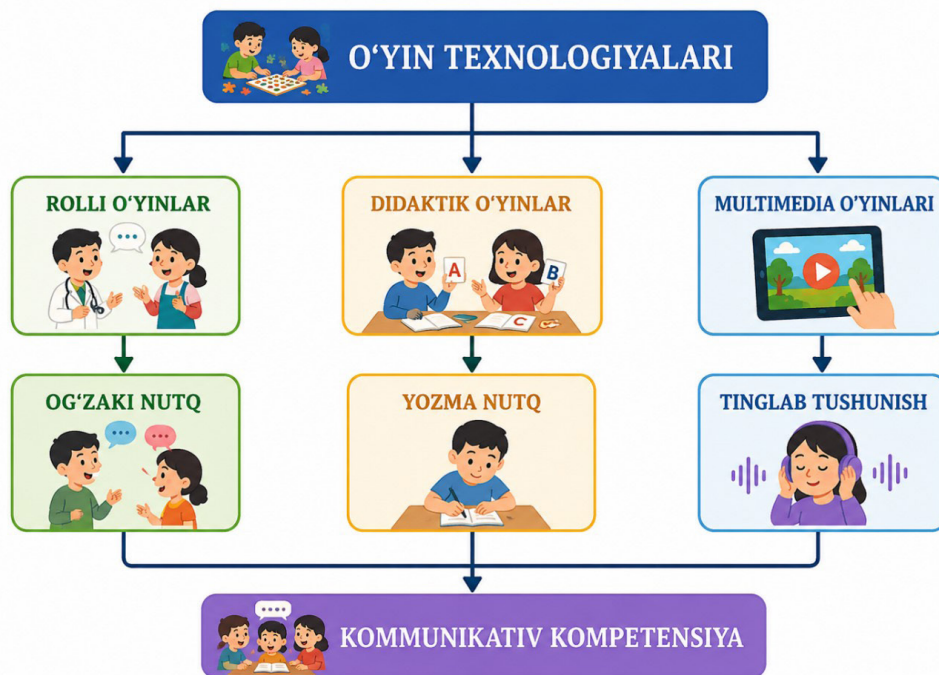 O‘YIN TEXNOLOGIYALARI
ROLLI O‘YINLAR
DIDAKTIK O‘YINLAR
MULTIMEDIA O’YINLARI
A
B
C
OG‘ZAKI NUTQ
YOZMA NUTQ
TINGLAB TUSHUNISH
KOMMUNIKATIV KOMPETENSIYA